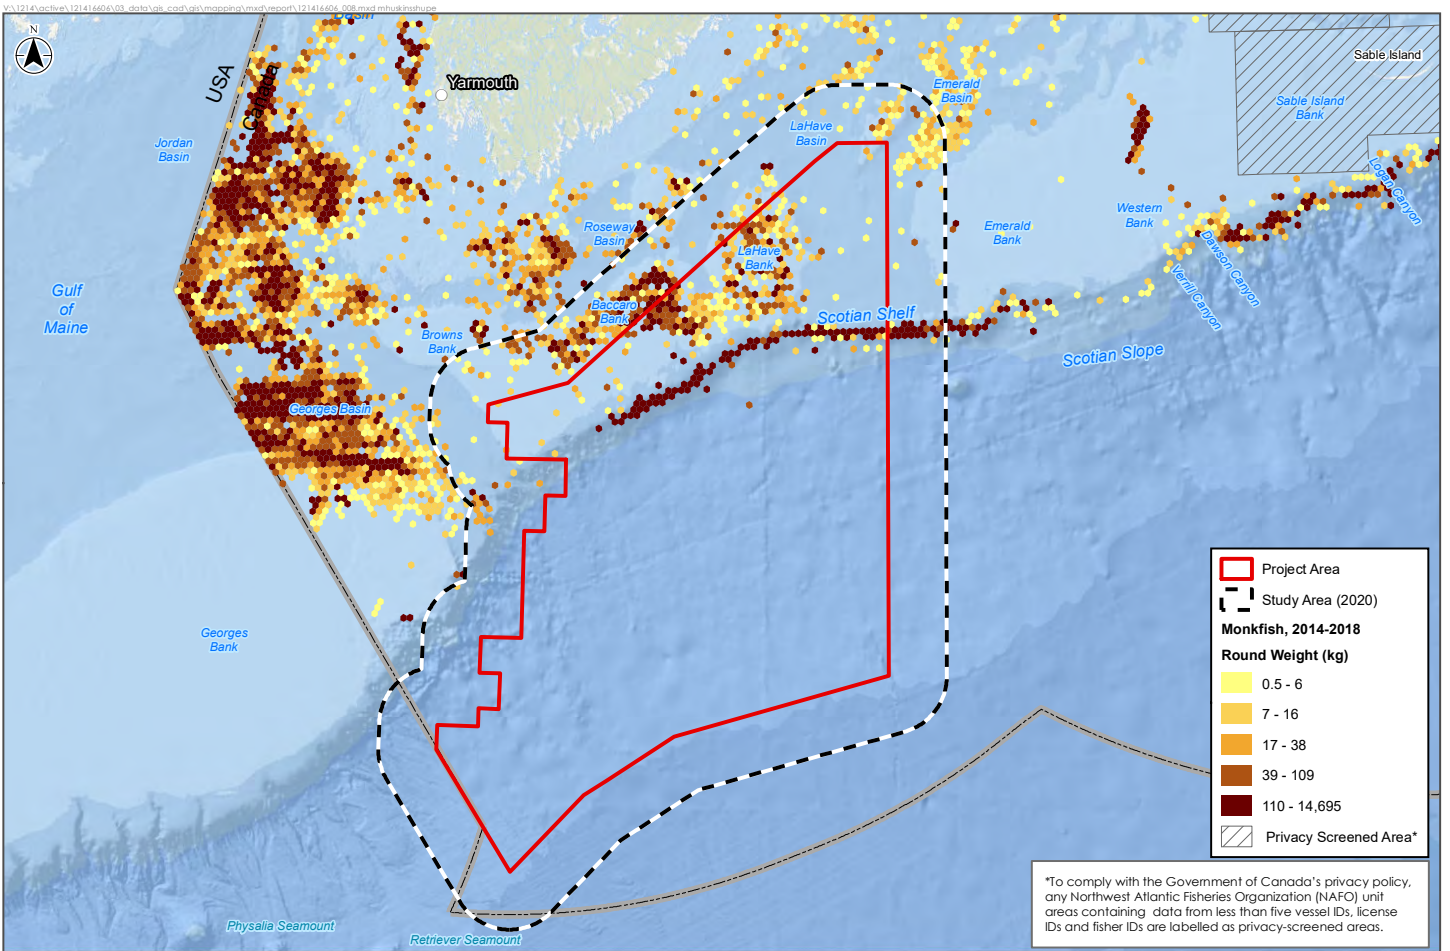 V:\1214\active\121416606\03_data\gis_cad\gis\mapping\mxd\report\121416606_008.mxd mhuskinsshupe
Basin
N
USA
Canada
Yarmouth
Sable Island
Emerald
Basin
Sable Island
Bank
LaHave
Basin
Jordan
Basin
Logan Canyon
Western
Bank
Roseway
Basin
Emerald
Bank
LaHave
Bank
Dawson Canyon
Verrill Canyon
Gulf
of
Maine
Baccaro
Bank
Scotian Shelf
Browns
Bank
Scotian Slope
Georges Basin
Georges
Bank
Physalia Seamount
Retriever Seamount
Project Area
Study Area (2020)
Monkfish, 2014-2018
Round Weight (kg)
0.5 - 6
7 - 16
17 - 38
39 - 109
110 - 14,695
Privacy Screened Area*
*To comply with the Government of Canada's privacy policy,
any Northwest Atlantic Fisheries Organization (NAFO) unit
areas containing data from less than five vessel IDs, license
IDs and fisher IDs are labelled as privacy-screened areas.